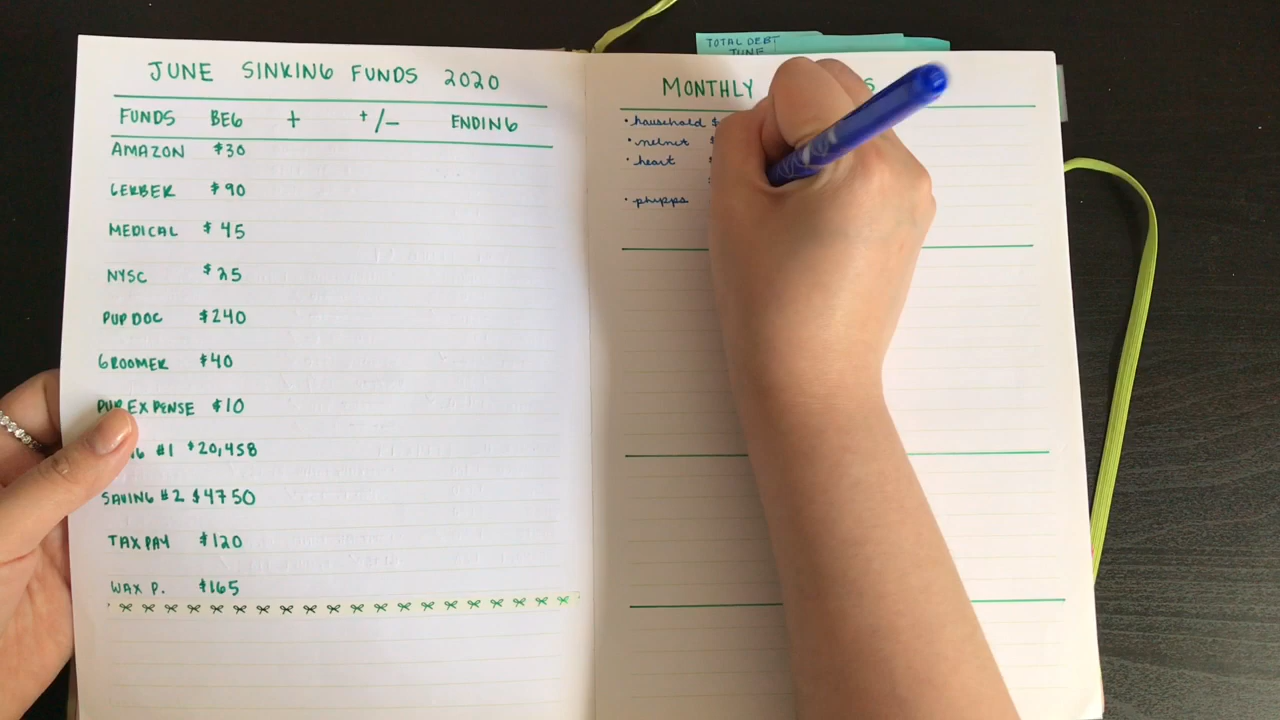 TOTAL DEBT
JUNE
JUNE SINKING FUNDS 2020
FUNDS BEG + +/- ENDING
AMAZON $30
GERBER $90
MEDICAL $45
NYSC $25
PUP DOC $240
GROOMER $40
PUP EXPENSE $10
#1 $20,458
SAVING #2 $4750
TAX PAY $120
WAX P. $165
MONTHLY
• household $
• nelnet
• heart
• phipps